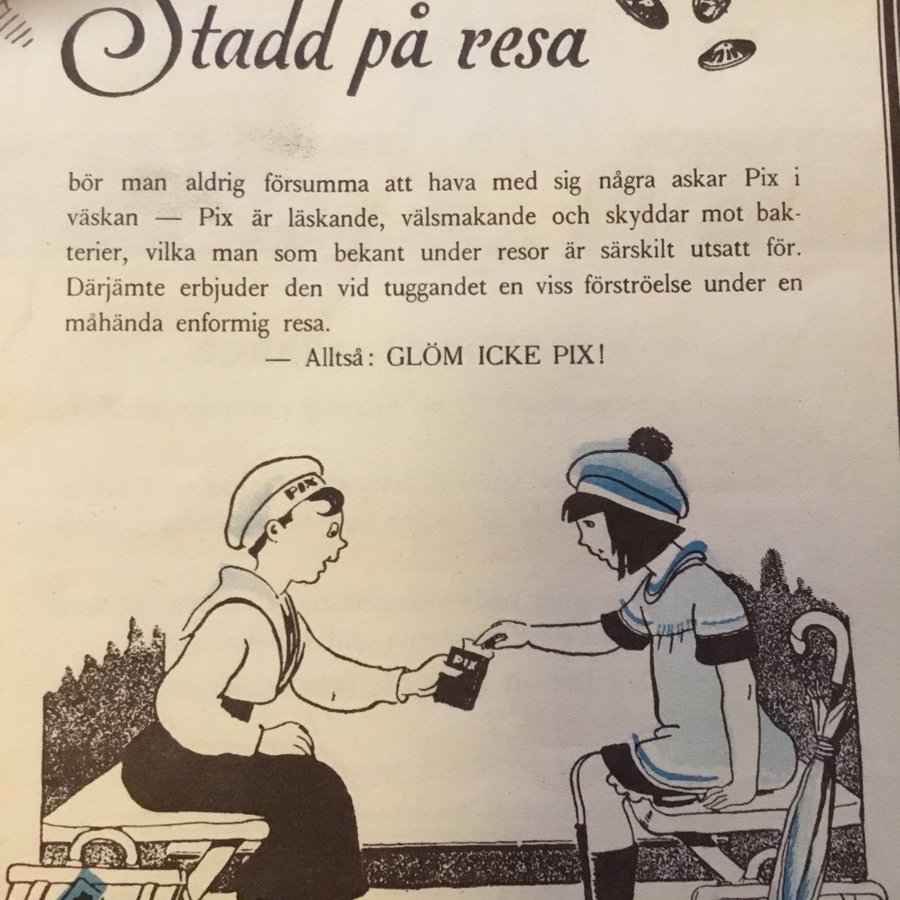 Stadd på resa
bör man aldrig försumma att hava med sig några askar Pix i
väskan — Pix är läskande, välsmakande och skyddar mot bak-
terier, vilka man som bekant under resor är särskilt utsatt för.
Därjämte erbjuder den vid tuggandet en viss förströelse under en
måhända enformig resa.
— Alltså: GLÖM ICKE PIX!
PIX
PIX